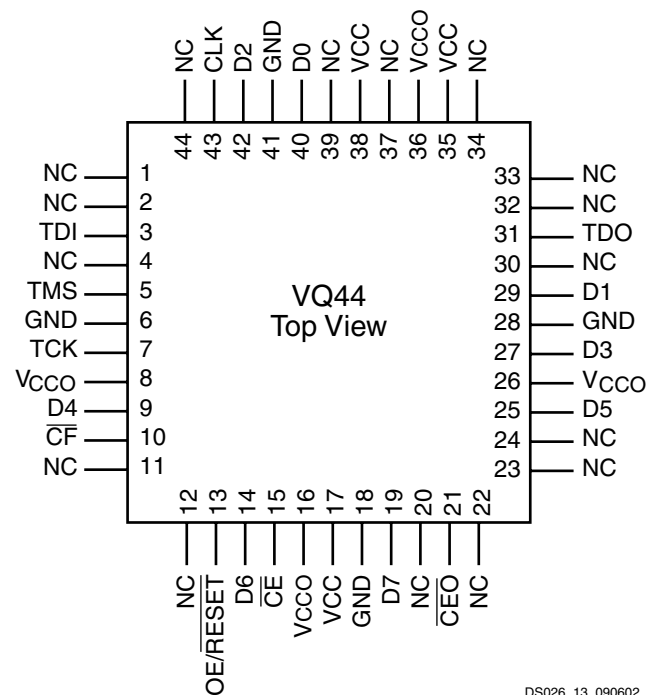 NC CLK D2 GND D0 NC VCC NC VCCO VCC NC
44 43 42 41 40 39 38 37 36 35 34
NC 1
NC 2
TDI 3
NC 4
TMS 5
GND 6
TCK 7
VCCO 8
D4 9
C̅F̅ 10
NC 11
VQ44
Top View
33 NC
32 NC
31 TDO
30 NC
29 D1
28 GND
27 D3
26 VCCO
25 D5
24 NC
23 NC
12 13 14 15 16 17 18 19 20 21 22
NC OE/R̅E̅S̅E̅T̅ D6 C̅E̅ VCCO VCC GND D7 NC C̅E̅O̅ NC
DS026_13_090602